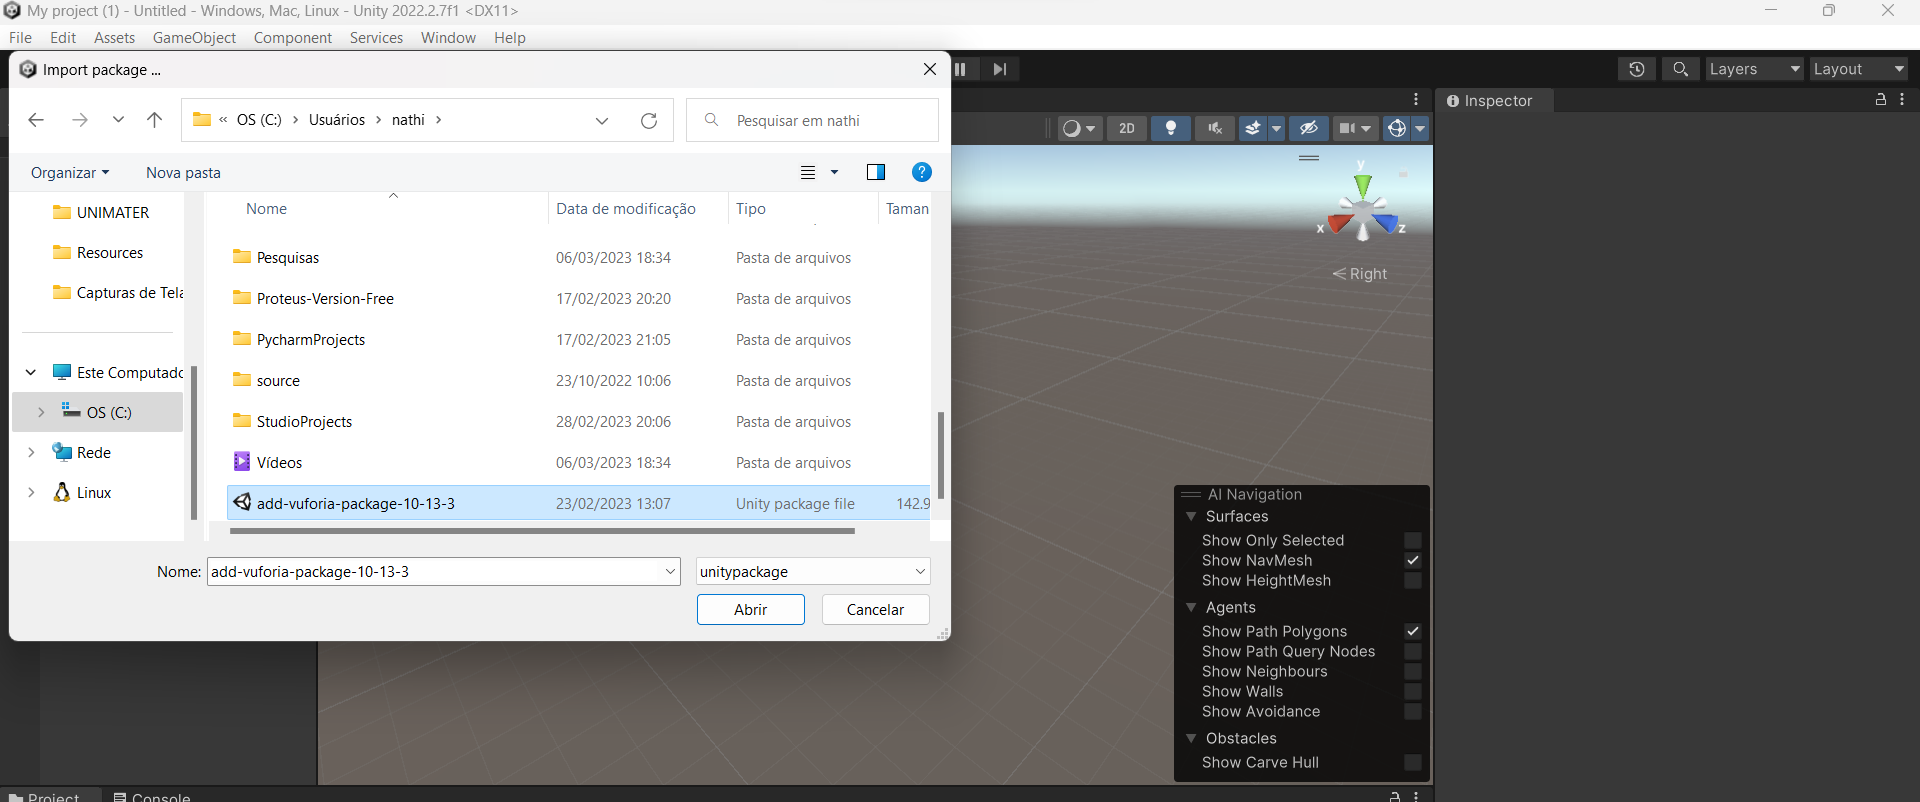 My project (1) - Untitled - Windows, Mac, Linux - Unity 2022.2.7f1 <DX11>
File Edit Assets GameObject Component Services Window Help
Import package ...
Layers Layout
« OS (C:) > Usuários > nathi >
Pesquisar em nathi
Organizar Nova pasta
?
UNIMATER
Resources
Capturas de Tela
Este Computado
OS (C:)
Rede
Linux
Nome Data de modificação Tipo Taman
Pesquisas 06/03/2023 18:34 Pasta de arquivos
Proteus-Version-Free 17/02/2023 20:20 Pasta de arquivos
PycharmProjects 17/02/2023 21:05 Pasta de arquivos
source 23/10/2022 10:06 Pasta de arquivos
StudioProjects 28/02/2023 20:06 Pasta de arquivos
Vídeos 06/03/2023 18:34 Pasta de arquivos
add-vuforia-package-10-13-3 23/02/2023 13:07 Unity package file 142.9
Nome: add-vuforia-package-10-13-3 unitypackage
Abrir Cancelar
2D
y
x z
< Right
AI Navigation
Surfaces
Show Only Selected
Show NavMesh
Show HeightMesh
Agents
Show Path Polygons
Show Path Query Nodes
Show Neighbours
Show Walls
Show Avoidance
Obstacles
Show Carve Hull
Inspector
Project Console